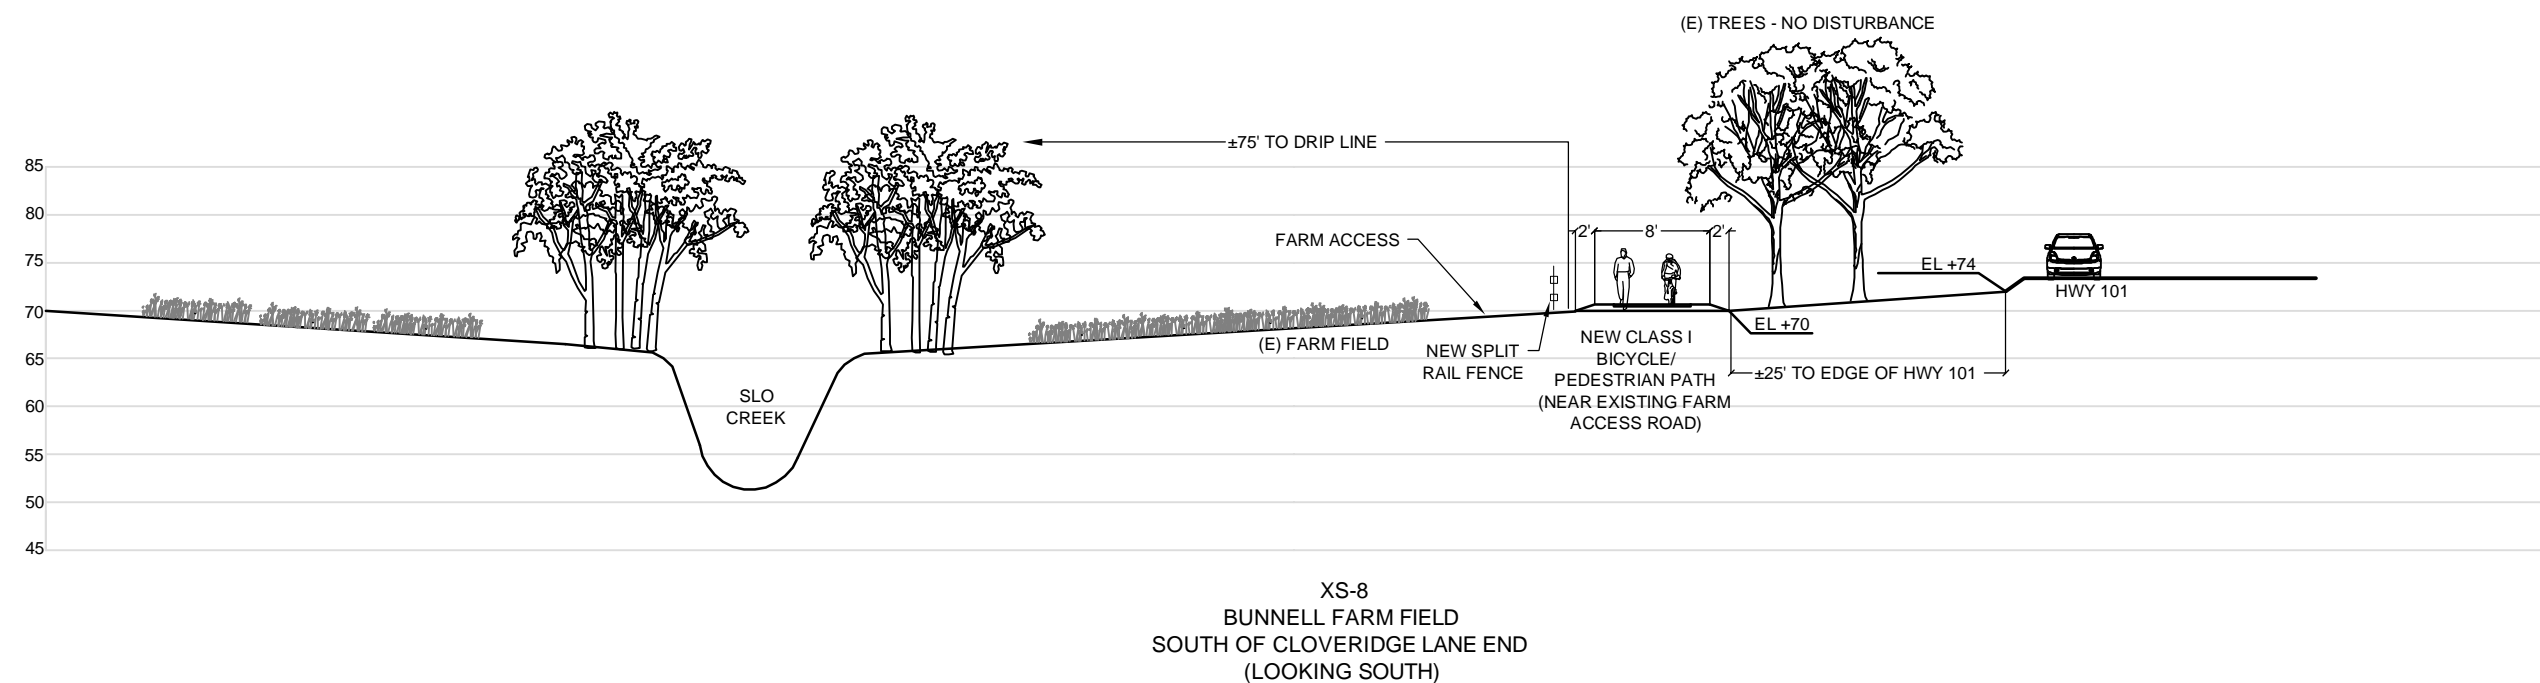 (E) TREES - NO DISTURBANCE
±75' TO DRIP LINE
85
80
75
70
65
60
55
50
45
FARM ACCESS
2'
8'
2'
EL +74
HWY 101
EL +70
(E) FARM FIELD
NEW SPLIT
RAIL FENCE
NEW CLASS I
BICYCLE/
PEDESTRIAN PATH
(NEAR EXISTING FARM
ACCESS ROAD)
±25' TO EDGE OF HWY 101
SLO
CREEK
XS-8
BUNNELL FARM FIELD
SOUTH OF CLOVERIDGE LANE END
(LOOKING SOUTH)